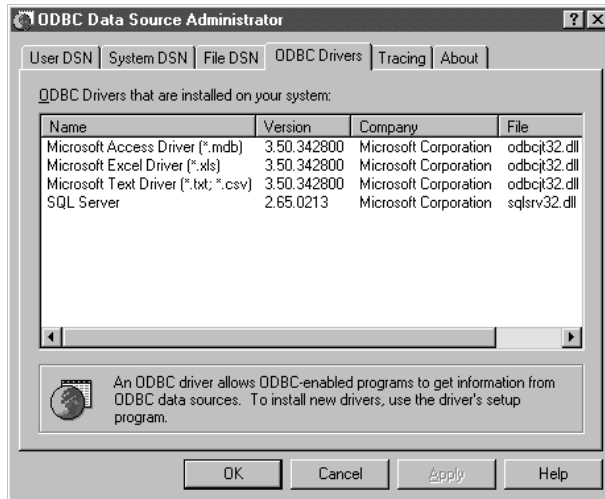 ODBC Data Source Administrator
User DSN System DSN File DSN ODBC Drivers Tracing About
ODBC Drivers that are installed on your system:
Name Version Company File
Microsoft Access Driver (*.mdb) 3.50.342800 Microsoft Corporation odbcjt32.dll
Microsoft Excel Driver (*.xls) 3.50.342800 Microsoft Corporation odbcjt32.dll
Microsoft Text Driver (*.txt; *.csv) 3.50.342800 Microsoft Corporation odbcjt32.dll
SQL Server 2.65.0213 Microsoft Corporation sqlsrv32.dll
An ODBC driver allows ODBC-enabled programs to get information from
ODBC data sources. To install new drivers, use the driver's setup
program.
OK Cancel Apply Help